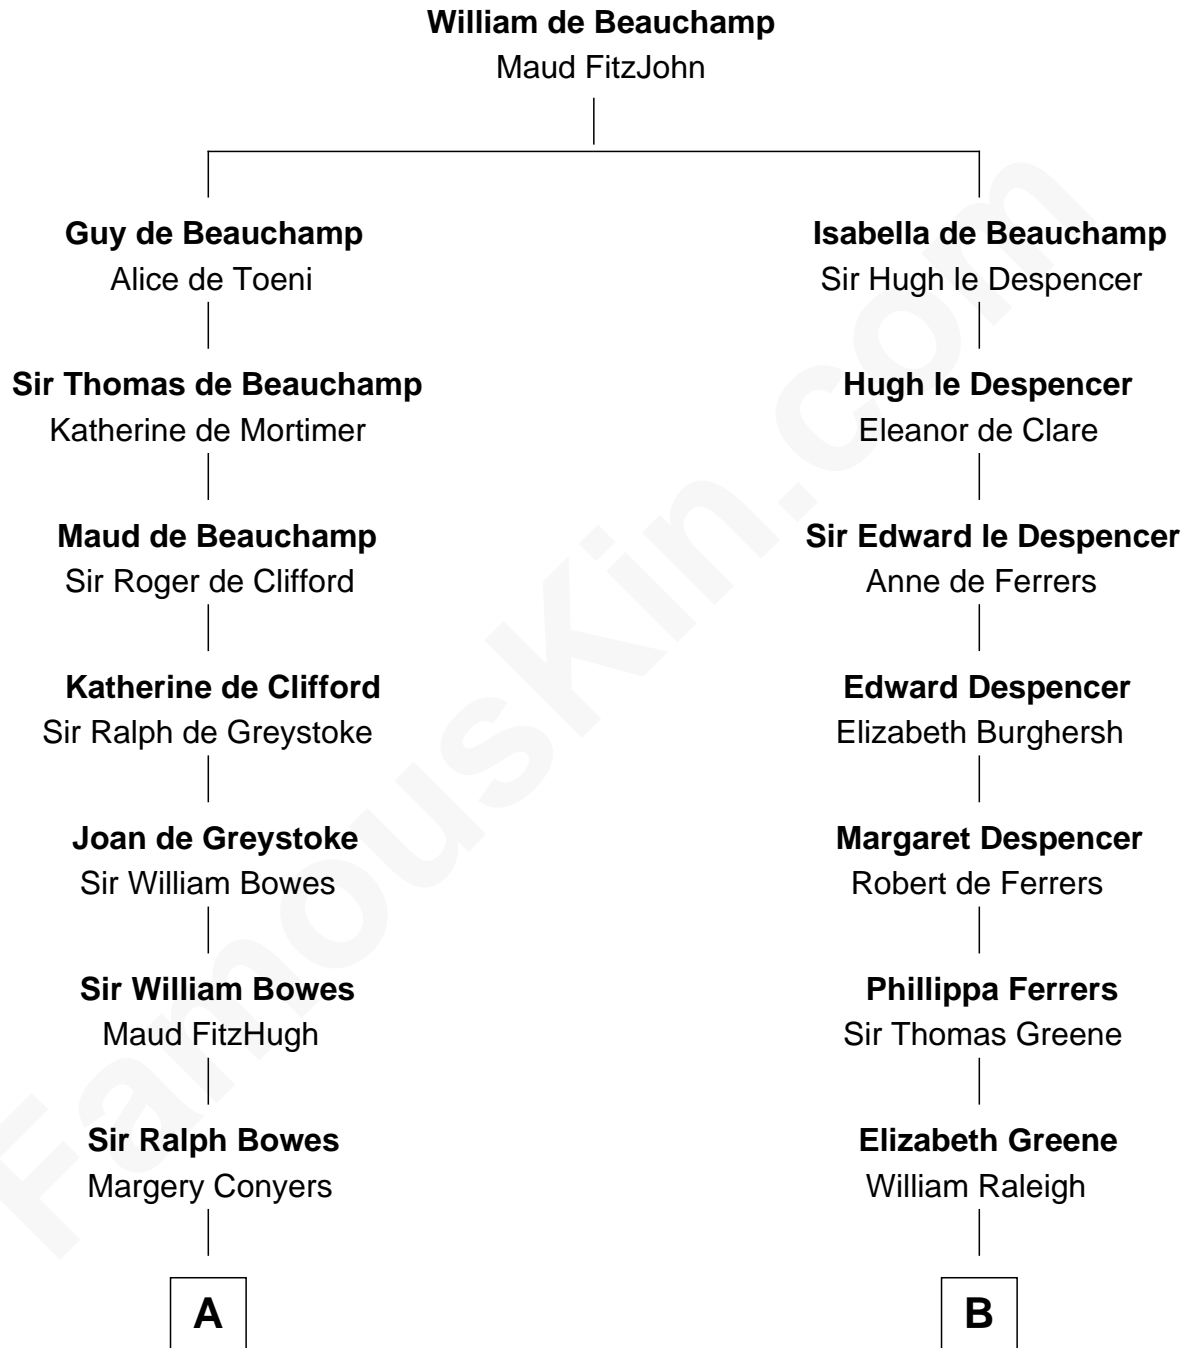 William de Beauchamp
Maud FitzJohn
Guy de Beauchamp
Alice de Toeni
Isabella de Beauchamp
Sir Hugh le Despencer
Sir Thomas de Beauchamp
Katherine de Mortimer
Hugh le Despencer
Eleanor de Clare
Maud de Beauchamp
Sir Roger de Clifford
Sir Edward le Despencer
Anne de Ferrers
Katherine de Clifford
Sir Ralph de Greystoke
Edward Despencer
Elizabeth Burghersh
Joan de Greystoke
Sir William Bowes
Margaret Despencer
Robert de Ferrers
Sir William Bowes
Maud FitzHugh
Phillippa Ferrers
Sir Thomas Greene
Sir Ralph Bowes
Margery Conyers
Elizabeth Greene
William Raleigh
A
B
FamousKin.com